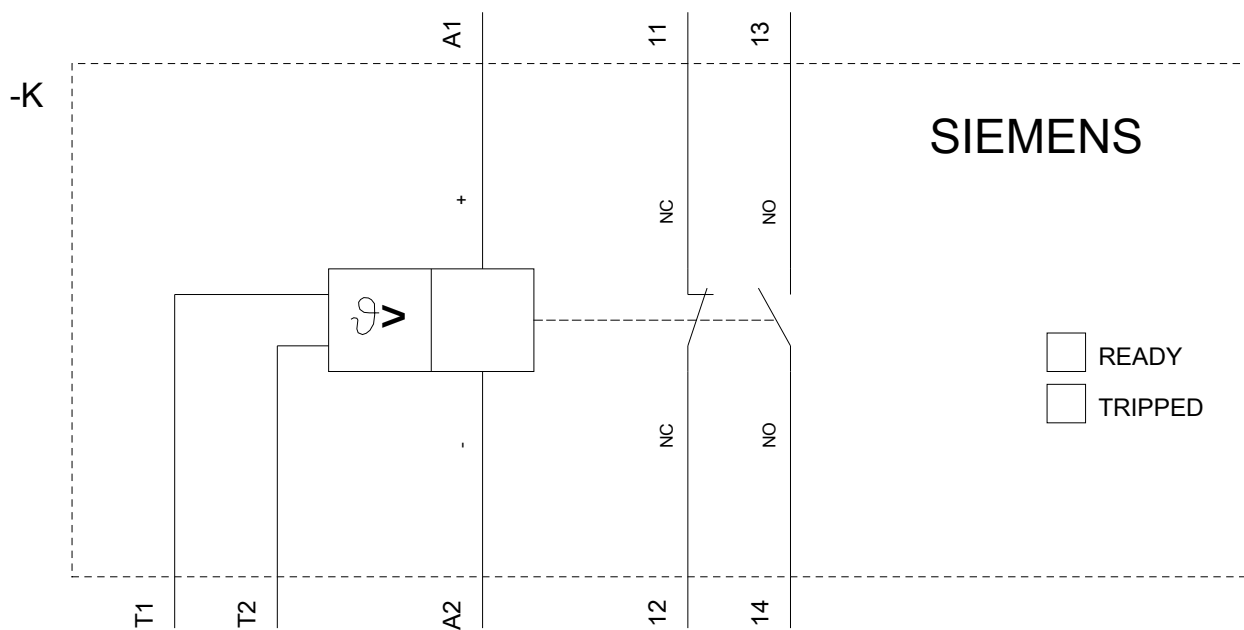 A1
11
13
-K
SIEMENS
+
NC
NO
ϑ>
READY
TRIPPED
-
NC
NO
T1
T2
A2
12
14